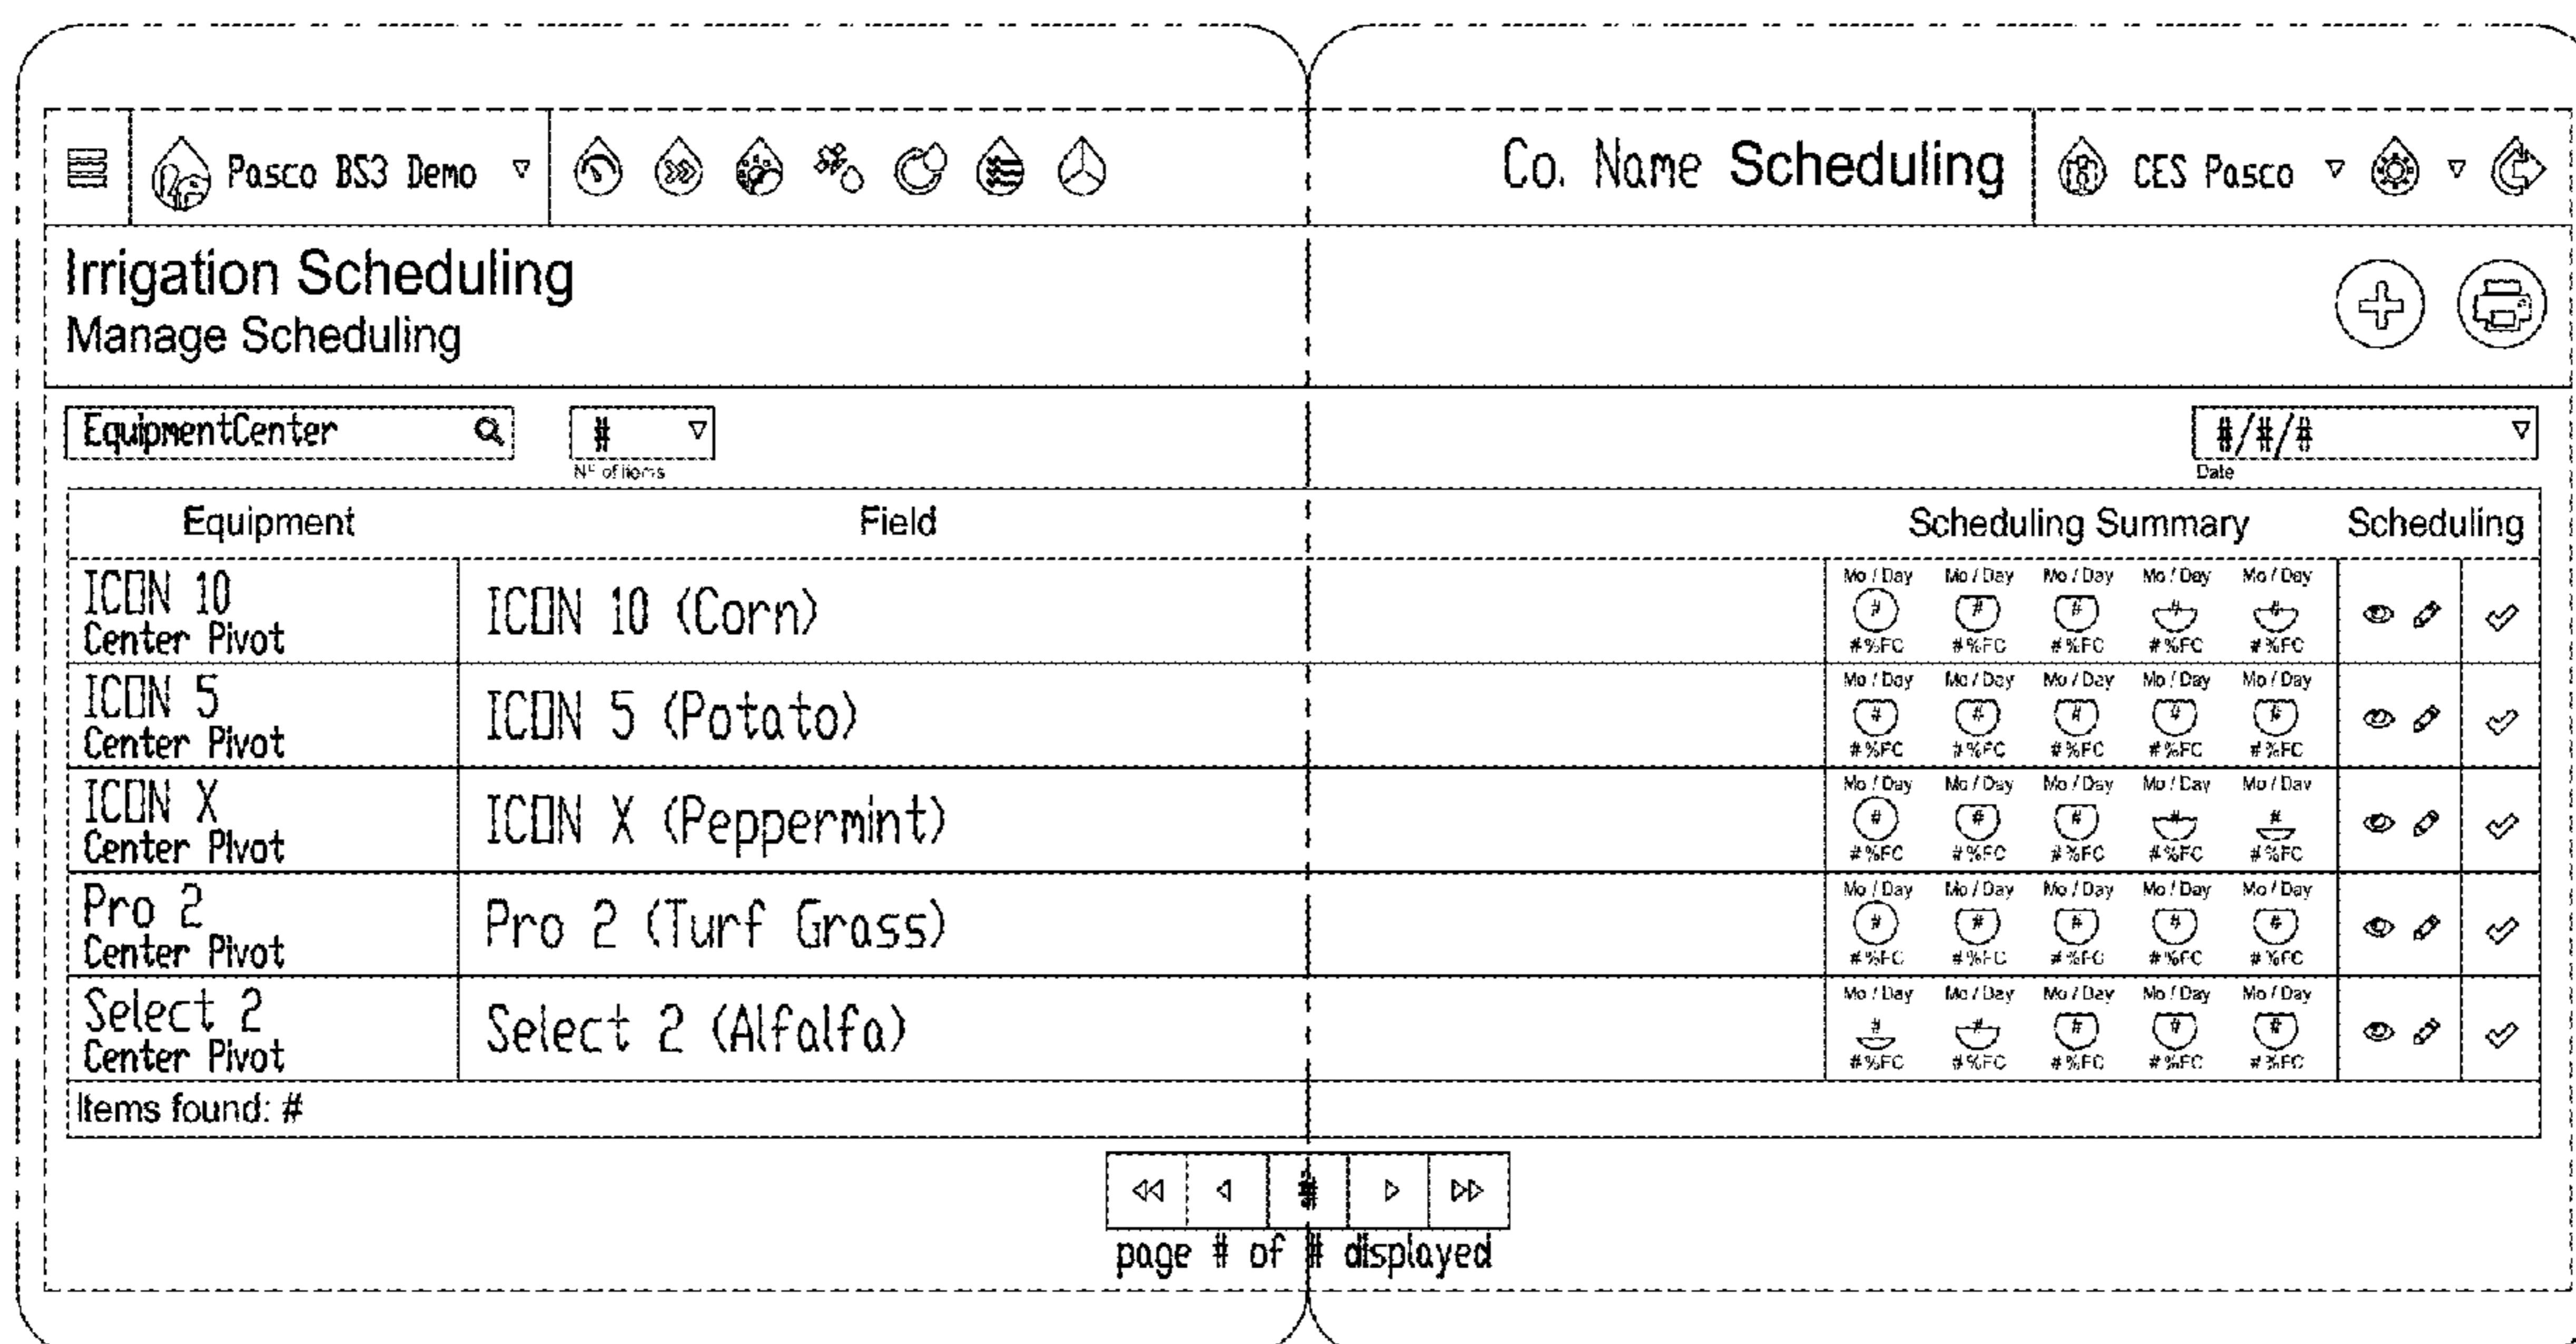 Pasco BS3 Demo Co. Name Scheduling CES Pasco
Irrigation Scheduling
Manage Scheduling
EquipmentCenter # #/#/#
Nº of items Date
Equipment Field Scheduling Summary Scheduling
ICON 10
Center Pivot
ICON 10 (Corn)
Mo / Day Mo / Day Mo / Day Mo / Day Mo / Day
# # # # #
#%FC #%FC #%FC #%FC #%FC
ICON 5
Center Pivot
ICON 5 (Potato)
Mo / Day Mo / Day Mo / Day Mo / Day Mo / Day
# # # # #
#%FC #%FC #%FC #%FC #%FC
ICON X
Center Pivot
ICON X (Peppermint)
Mo / Day Mo / Day Mo / Day Mo / Day Mo / Day
# # # # #
#%FC #%FC #%FC #%FC #%FC
Pro 2
Center Pivot
Pro 2 (Turf Grass)
Mo / Day Mo / Day Mo / Day Mo / Day Mo / Day
# # # # #
#%FC #%FC #%FC #%FC #%FC
Select 2
Center Pivot
Select 2 (Alfalfa)
Mo / Day Mo / Day Mo / Day Mo / Day Mo / Day
# # # # #
#%FC #%FC #%FC #%FC #%FC
Items found: #
#
page # of # displayed